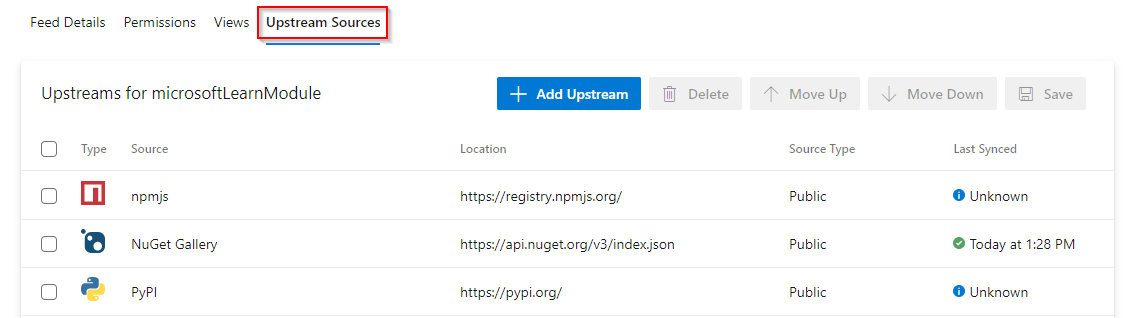 Feed Details Permissions Views Upstream Sources
Upstreams for microsoftLearnModule Add Upstream Delete Move Up Move Down Save
Type Source Location Source Type Last Synced
npmjs https://registry.npmjs.org/ Public Unknown
NuGet Gallery https://api.nuget.org/v3/index.json Public Today at 1:28 PM
PyPI https://pypi.org/ Public Unknown